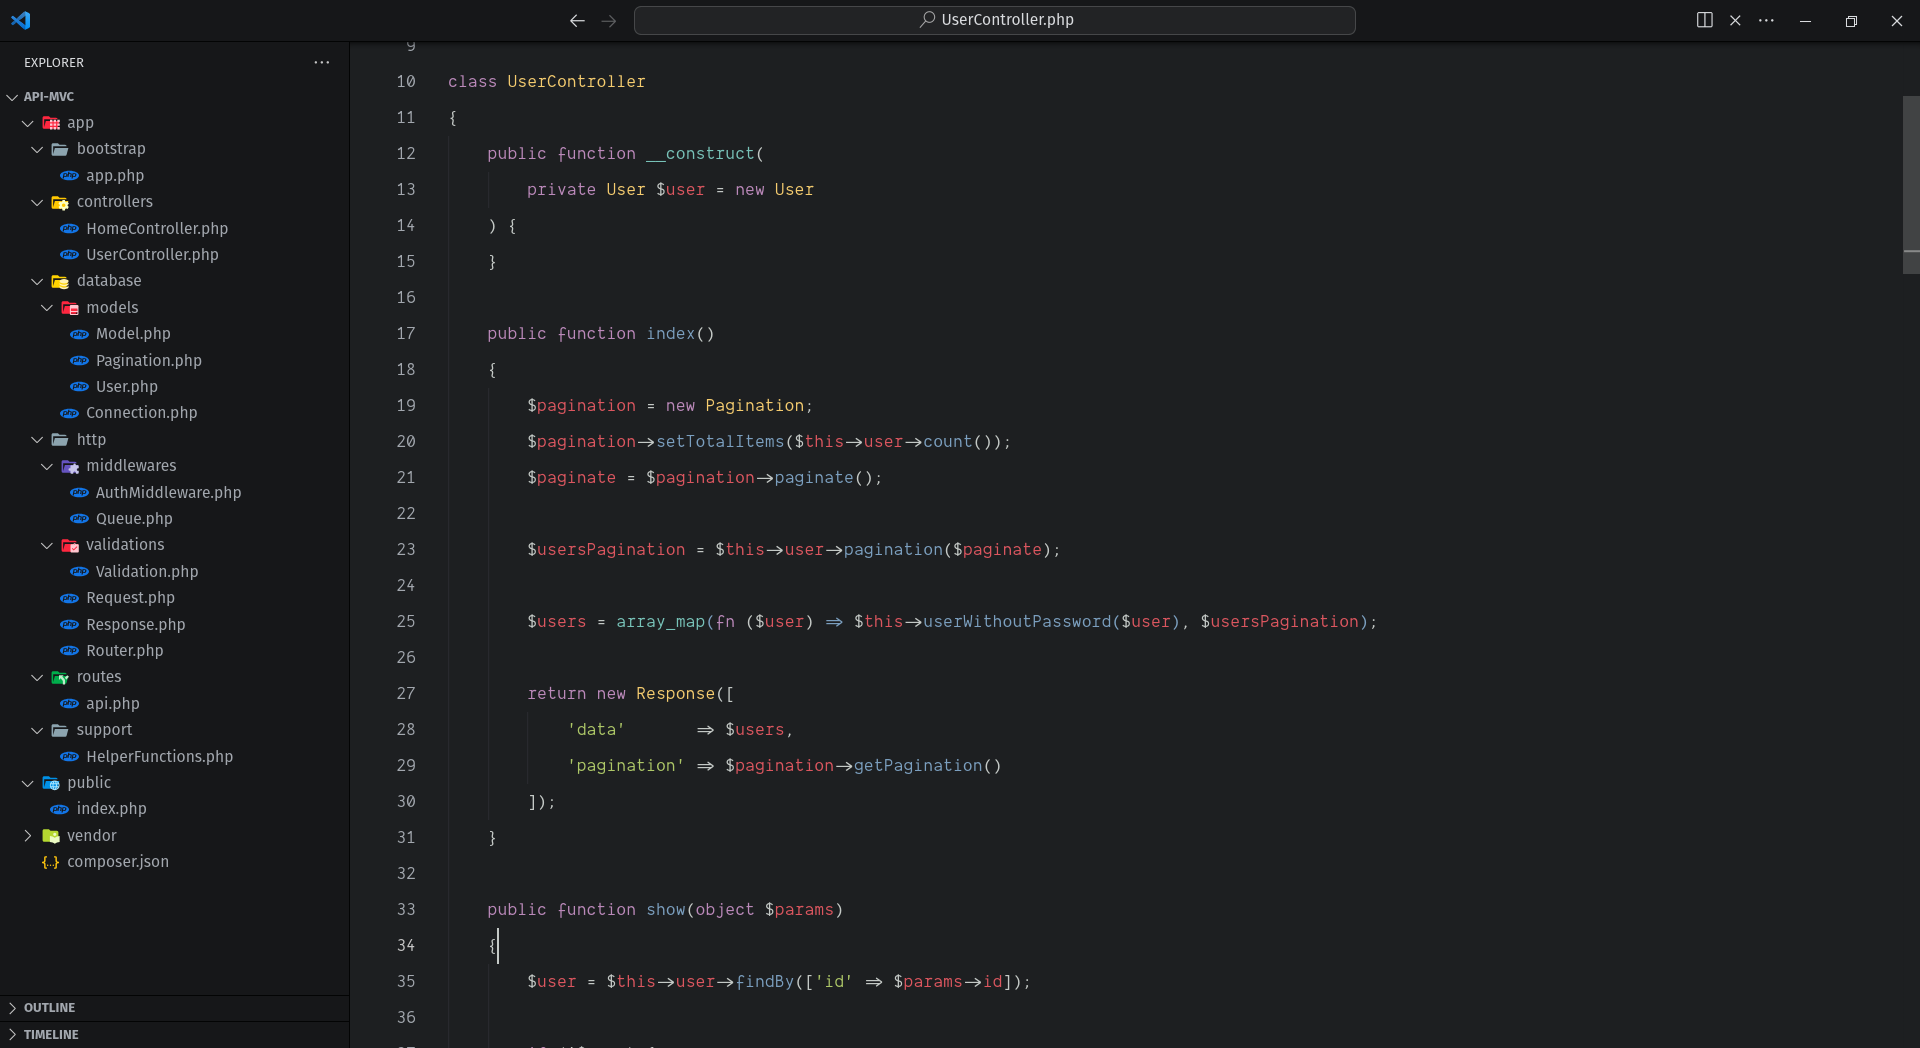 UserController.php
EXPLORER
API-MVC
app
bootstrap
app.php
controllers
HomeController.php
UserController.php
database
models
Model.php
Pagination.php
User.php
Connection.php
http
middlewares
AuthMiddleware.php
Queue.php
validations
Validation.php
Request.php
Response.php
Router.php
routes
api.php
support
HelperFunctions.php
public
index.php
vendor
composer.json
OUTLINE
TIMELINE
9
10 class UserController
11 {
12     public function __construct(
13         private User $user = new User
14     ) {
15     }
16
17     public function index()
18     {
19         $pagination = new Pagination;
20         $pagination->setTotalItems($this->user->count());
21         $paginate = $pagination->paginate();
22
23         $usersPagination = $this->user->pagination($paginate);
24
25         $users = array_map(fn ($user) => $this->userWithoutPassword($user), $usersPagination);
26
27         return new Response([
28             'data'       => $users,
29             'pagination' => $pagination->getPagination()
30         ]);
31     }
32
33     public function show(object $params)
34     {
35         $user = $this->user->findBy(['id' => $params->id]);
36